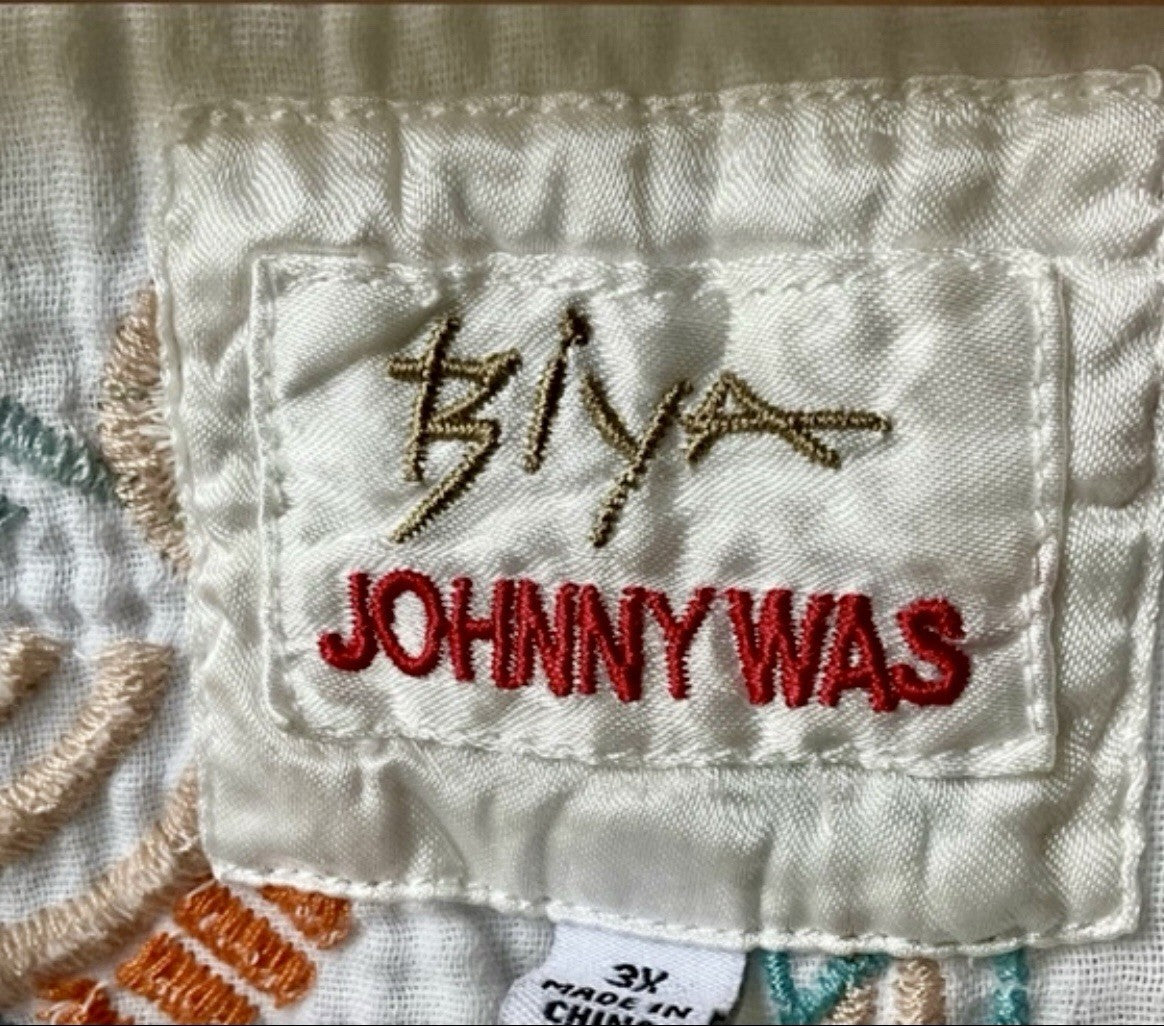 BiyA
JOHNNY WAS
3X
MADE IN
CHINA